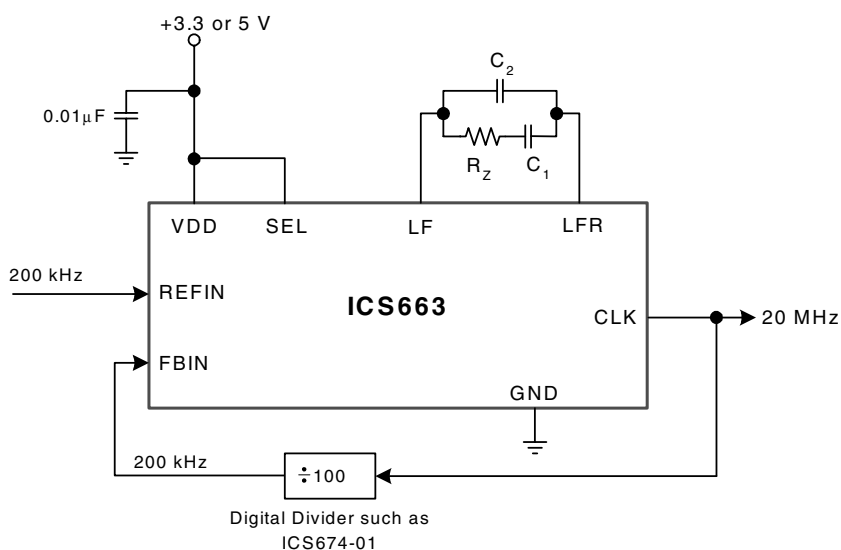 +3.3 or 5 V
C2
0.01μF
RZ
C1
VDD
SEL
LF
LFR
200 kHz
REFIN
ICS663
CLK
20 MHz
FBIN
GND
200 kHz
÷100
Digital Divider such as
ICS674-01